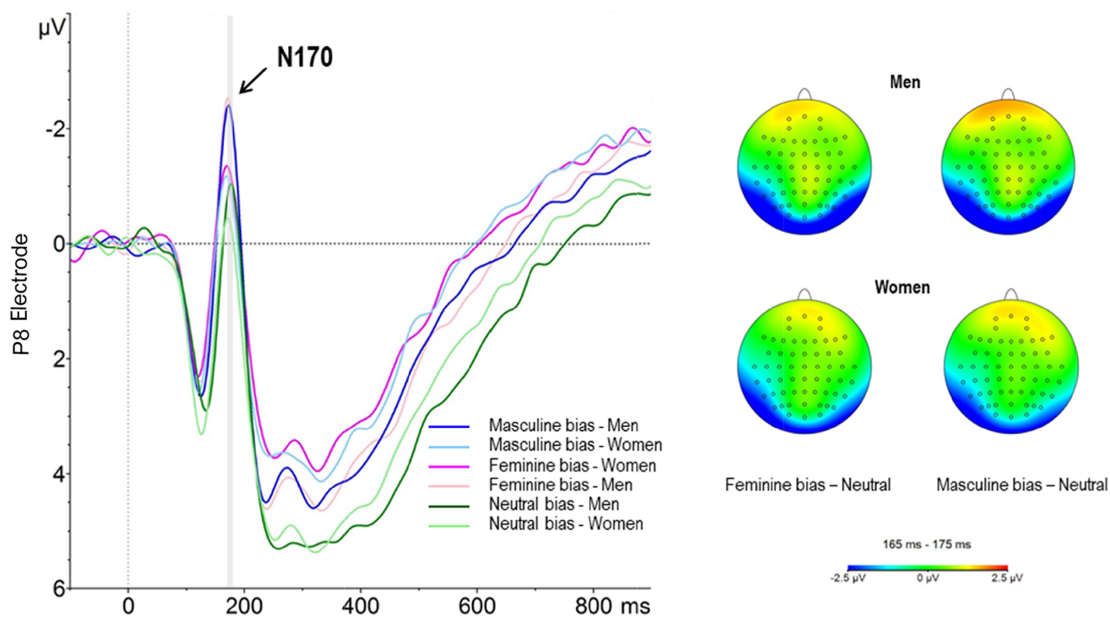 µV
N170
-2
0
2
4
6
P8 Electrode
0
200
400
600
800
ms
Masculine bias - Men
Masculine bias - Women
Feminine bias - Women
Feminine bias - Men
Neutral bias - Men
Neutral bias - Women
Men
Women
Feminine bias – Neutral
Masculine bias – Neutral
165 ms - 175 ms
-2.5 µV
0 µV
2.5 µV